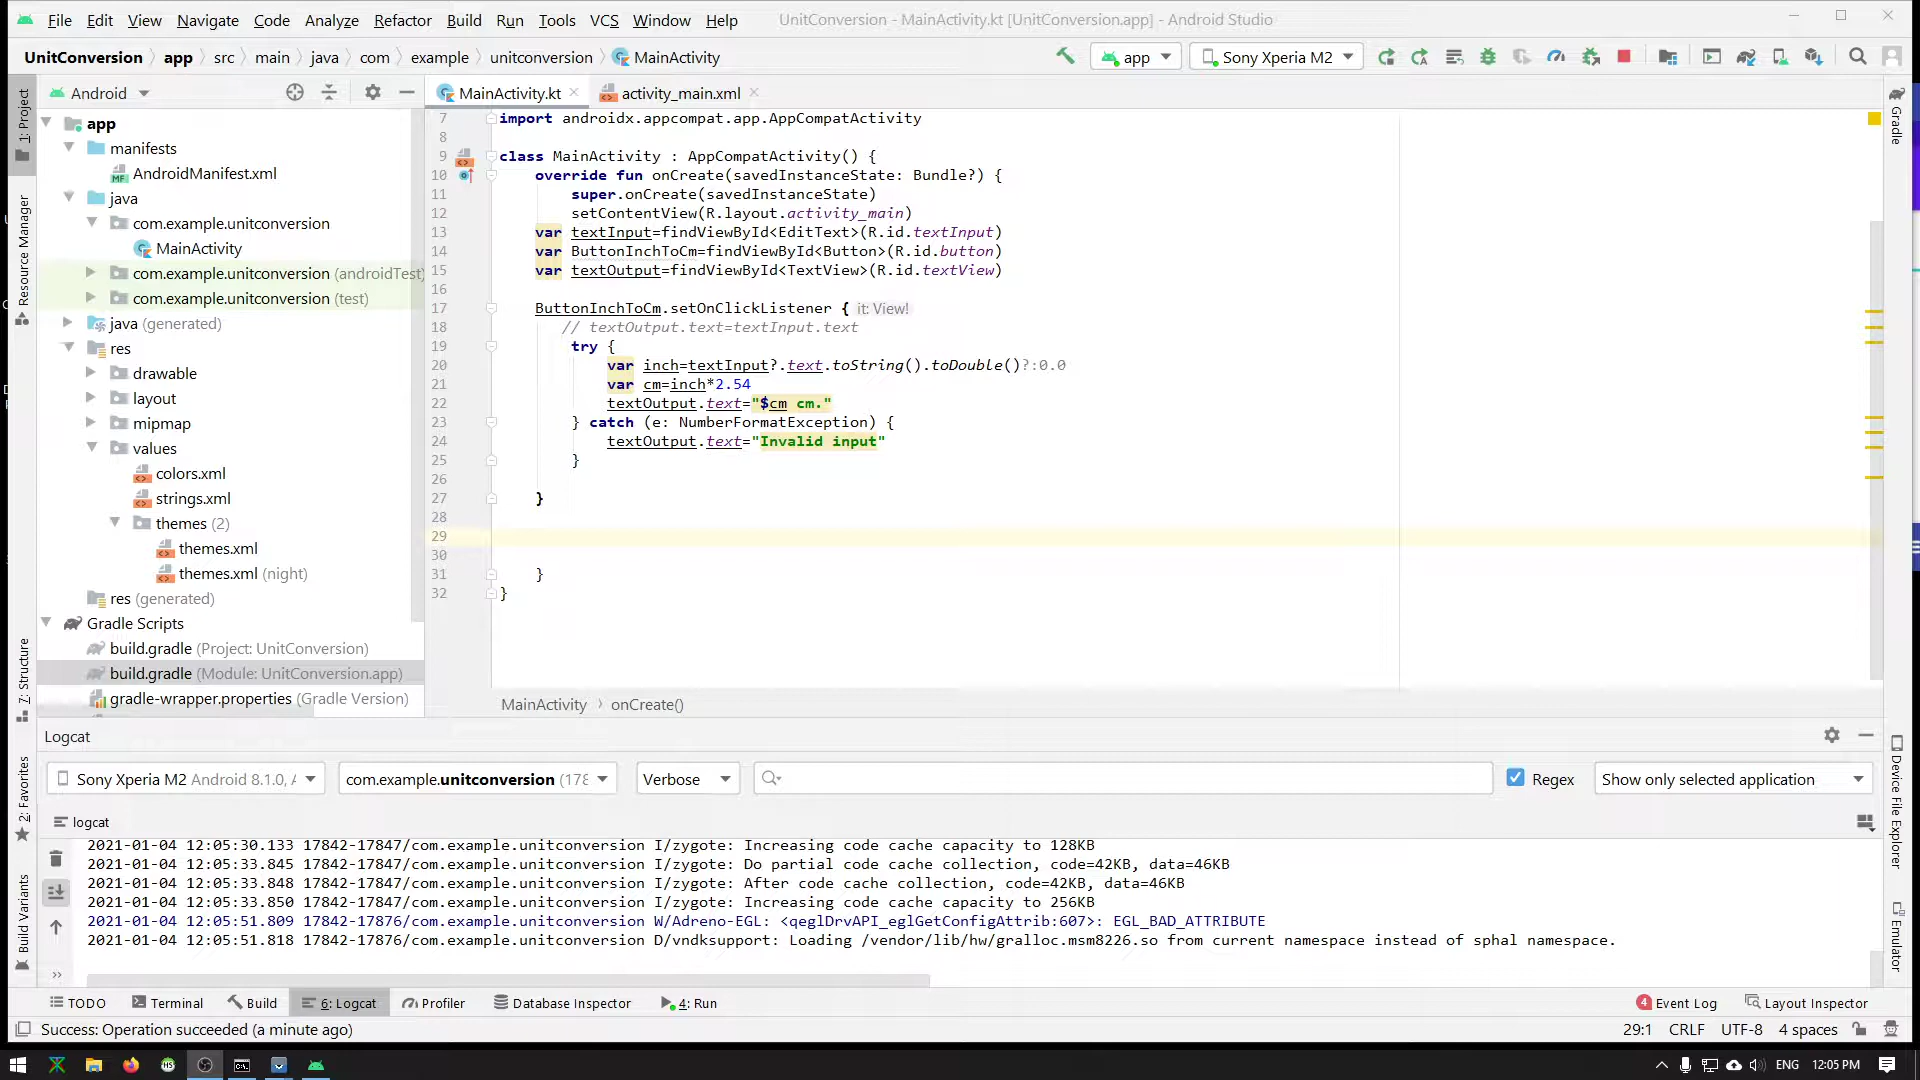 File Edit View Navigate Code Analyze Refactor Build Run Tools VCS Window Help UnitConversion - MainActivity.kt [UnitConversion.app] - Android Studio
UnitConversion app src main java com example unitconversion MainActivity app Sony Xperia M2
Android
MainActivity.kt activity_main.xml
1: Project
Resource Manager
7: Structure
2: Favorites
Build Variants
app
manifests
AndroidManifest.xml
java
com.example.unitconversion
MainActivity
com.example.unitconversion (androidTest)
com.example.unitconversion (test)
java (generated)
res
drawable
layout
mipmap
values
colors.xml
strings.xml
themes (2)
themes.xml
themes.xml (night)
res (generated)
Gradle Scripts
build.gradle (Project: UnitConversion)
build.gradle (Module: UnitConversion.app)
gradle-wrapper.properties (Gradle Version)
7 import androidx.appcompat.app.AppCompatActivity
8
9 class MainActivity : AppCompatActivity() {
10 override fun onCreate(savedInstanceState: Bundle?) {
11 super.onCreate(savedInstanceState)
12 setContentView(R.layout.activity_main)
13 var textInput=findViewById<EditText>(R.id.textInput)
14 var ButtonInchToCm=findViewById<Button>(R.id.button)
15 var textOutput=findViewById<TextView>(R.id.textView)
16
17 ButtonInchToCm.setOnClickListener { it: View!
18 // textOutput.text=textInput.text
19 try {
20 var inch=textInput?.text.toString().toDouble()?:0.0
21 var cm=inch*2.54
22 textOutput.text="$cm cm."
23 } catch (e: NumberFormatException) {
24 textOutput.text="Invalid input"
25 }
26
27 }
28
29
30
31 }
32 }
MainActivity onCreate()
Gradle
Device File Explorer
Emulator
Logcat
Sony Xperia M2 Android 8.1.0, A com.example.unitconversion (178 Verbose Regex Show only selected application
logcat
2021-01-04 12:05:30.133 17842-17847/com.example.unitconversion I/zygote: Increasing code cache capacity to 128KB
2021-01-04 12:05:33.845 17842-17847/com.example.unitconversion I/zygote: Do partial code cache collection, code=42KB, data=46KB
2021-01-04 12:05:33.848 17842-17847/com.example.unitconversion I/zygote: After code cache collection, code=42KB, data=46KB
2021-01-04 12:05:33.850 17842-17847/com.example.unitconversion I/zygote: Increasing code cache capacity to 256KB
2021-01-04 12:05:51.809 17842-17876/com.example.unitconversion W/Adreno-EGL: <qeglDrvAPI_eglGetConfigAttrib:607>: EGL_BAD_ATTRIBUTE
2021-01-04 12:05:51.818 17842-17876/com.example.unitconversion D/vndksupport: Loading /vendor/lib/hw/gralloc.msm8226.so from current namespace instead of sphal namespace.
TODO Terminal Build 6: Logcat Profiler Database Inspector 4: Run 4 Event Log Layout Inspector
Success: Operation succeeded (a minute ago) 29:1 CRLF UTF-8 4 spaces
ENG 12:05 PM